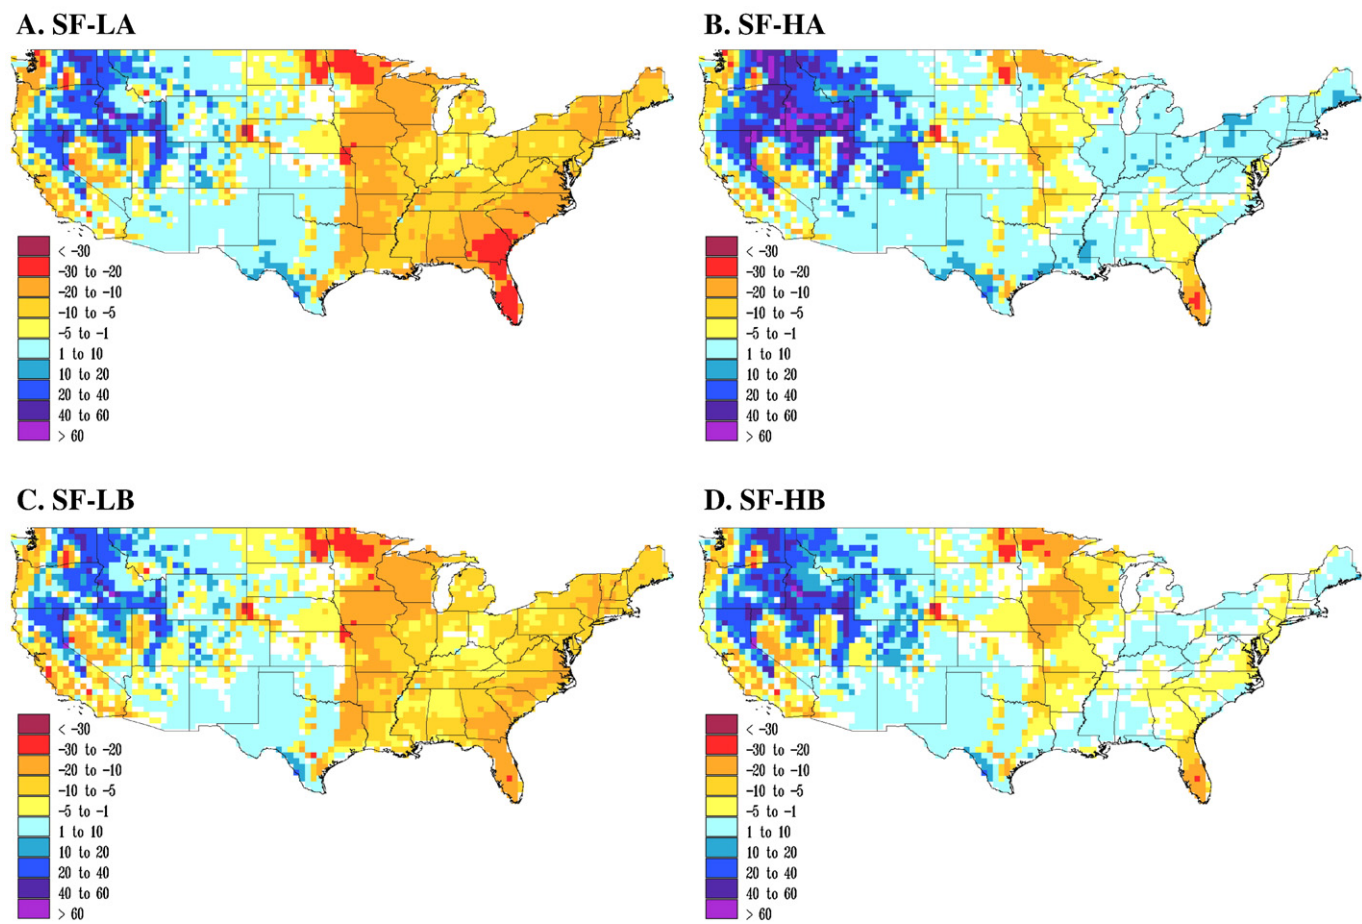 A. SF-LA
B. SF-HA
< -30
-30 to -20
-20 to -10
-10 to -5
-5 to -1
1 to 10
10 to 20
20 to 40
40 to 60
> 60
< -30
-30 to -20
-20 to -10
-10 to -5
-5 to -1
1 to 10
10 to 20
20 to 40
40 to 60
> 60
C. SF-LB
D. SF-HB
< -30
-30 to -20
-20 to -10
-10 to -5
-5 to -1
1 to 10
10 to 20
20 to 40
40 to 60
> 60
< -30
-30 to -20
-20 to -10
-10 to -5
-5 to -1
1 to 10
10 to 20
20 to 40
40 to 60
> 60